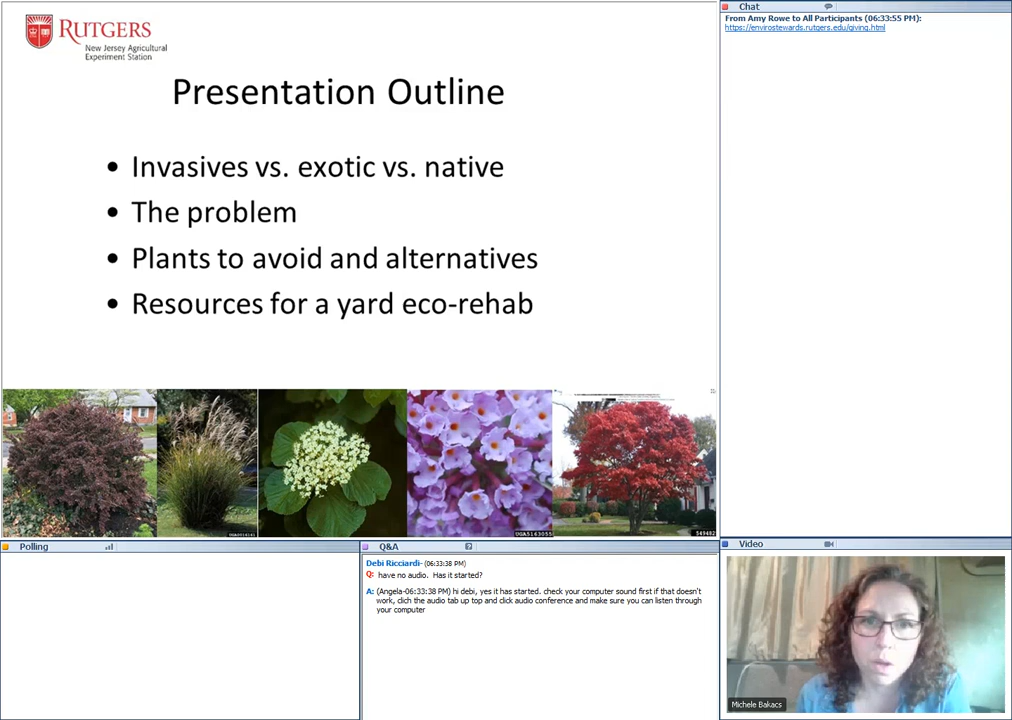 RUTGERS
New Jersey Agricultural
Experiment Station
Presentation Outline
• Invasives vs. exotic vs. native
• The problem
• Plants to avoid and alternatives
• Resources for a yard eco-rehab
UGA5163055
549482
Chat
From Amy Rowe to All Participants (06:33:55 PM):
https://envirostewards.rutgers.edu/giving.html
Polling
Q&A
Debi Ricciardi- (06:33:38 PM)
Q: have no audio. Has it started?
A: (Angela-06:33:38 PM) hi debi, yes it has started. check your computer sound first if that doesn't
work, clich the audio tab up top and click audio conference and make sure you can listen through
your computer
Video
Michele Bakacs